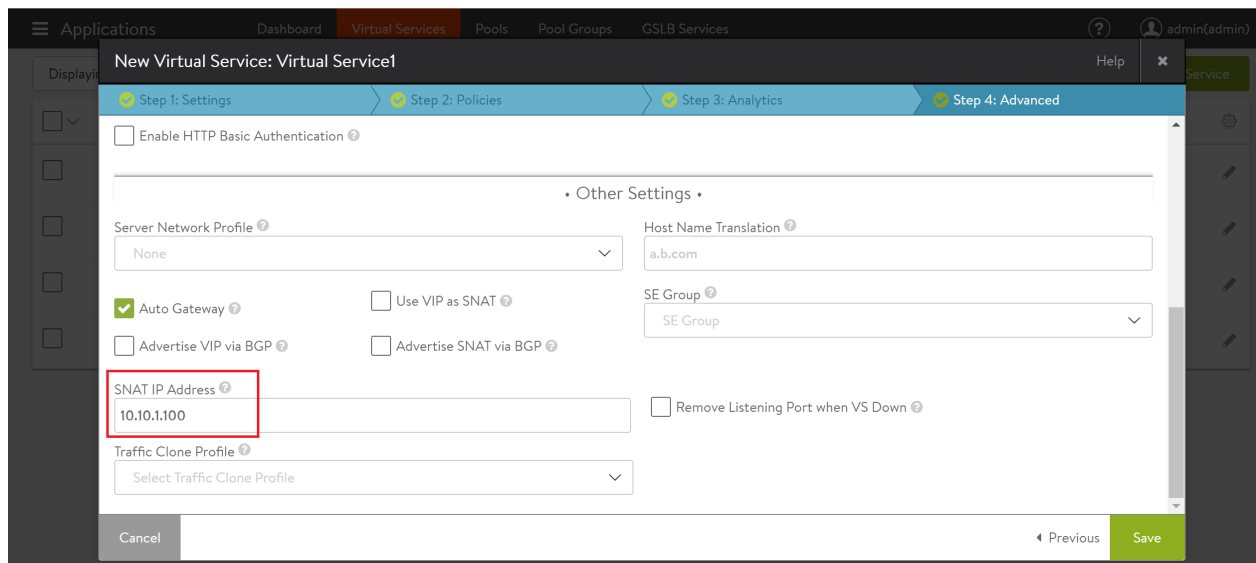 Applications Dashboard Virtual Services Pools Pool Groups GSLB Services ? admin(admin)
Displayin Service
New Virtual Service: Virtual Service1 Help
Step 1: Settings Step 2: Policies Step 3: Analytics Step 4: Advanced
Enable HTTP Basic Authentication ?
• Other Settings •
Server Network Profile ? Host Name Translation ?
None a.b.com
Auto Gateway ? Use VIP as SNAT ? SE Group ?
SE Group
Advertise VIP via BGP ? Advertise SNAT via BGP ?
SNAT IP Address ?
10.10.1.100 Remove Listening Port when VS Down ?
Traffic Clone Profile ?
Select Traffic Clone Profile
Cancel Previous Save